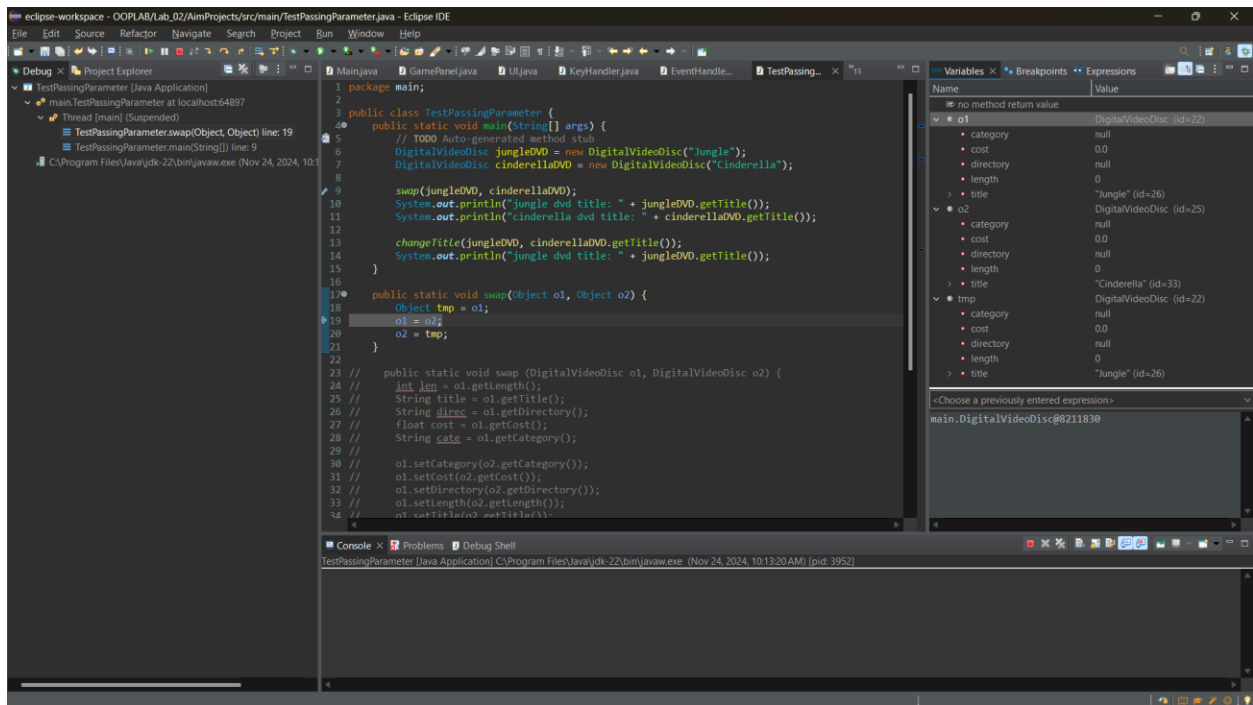 eclipse-workspace - OOPLAB/Lab_02/AimProjects/src/main/TestPassingParameter.java - Eclipse IDE
File Edit Source Refactor Navigate Search Project Run Window Help
Debug Project Explorer
TestPassingParameter [Java Application]
main.TestPassingParameter at localhost:64897
Thread [main] (Suspended)
TestPassingParameter.swap(Object, Object) line: 19
TestPassingParameter.main(String[]) line: 9
C:\Program Files\Java\jdk-22\bin\javaw.exe (Nov 24, 2024, 10:1
Main.java GamePanel.java UI.java KeyHandler.java EventHandle... TestPassing... »11
1 package main;
2
3 public class TestPassingParameter {
4 public static void main(String[] args) {
5 // TODO Auto-generated method stub
6 DigitalVideoDisc jungleDVD = new DigitalVideoDisc("Jungle");
7 DigitalVideoDisc cinderellaDVD = new DigitalVideoDisc("Cinderella");
8
9 swap(jungleDVD, cinderellaDVD);
10 System.out.println("jungle dvd title: " + jungleDVD.getTitle());
11 System.out.println("cinderella dvd title: " + cinderellaDVD.getTitle());
12
13 changeTitle(jungleDVD, cinderellaDVD.getTitle());
14 System.out.println("jungle dvd title: " + jungleDVD.getTitle());
15 }
16
17 public static void swap(Object o1, Object o2) {
18 Object tmp = o1;
19 o1 = o2;
20 o2 = tmp;
21 }
22
23 // public static void swap (DigitalVideoDisc o1, DigitalVideoDisc o2) {
24 // int len = o1.getLength();
25 // String title = o1.getTitle();
26 // String direc = o1.getDirectory();
27 // float cost = o1.getCost();
28 // String cate = o1.getCategory();
29 //
30 // o1.setCategory(o2.getCategory());
31 // o1.setCost(o2.getCost());
32 // o1.setDirectory(o2.getDirectory());
33 // o1.setLength(o2.getLength());
34 // o1.setTitle(o2.getTitle());
Variables Breakpoints Expressions
Name Value
no method return value
o1 DigitalVideoDisc (id=22)
category null
cost 0.0
directory null
length 0
title "Jungle" (id=26)
o2 DigitalVideoDisc (id=25)
category null
cost 0.0
directory null
length 0
title "Cinderella" (id=33)
tmp DigitalVideoDisc (id=22)
category null
cost 0.0
directory null
length 0
title "Jungle" (id=26)
<Choose a previously entered expression>
main.DigitalVideoDisc@8211830
Console Problems Debug Shell
TestPassingParameter [Java Application] C:\Program Files\Java\jdk-22\bin\javaw.exe (Nov 24, 2024, 10:13:20 AM) [pid: 3952]